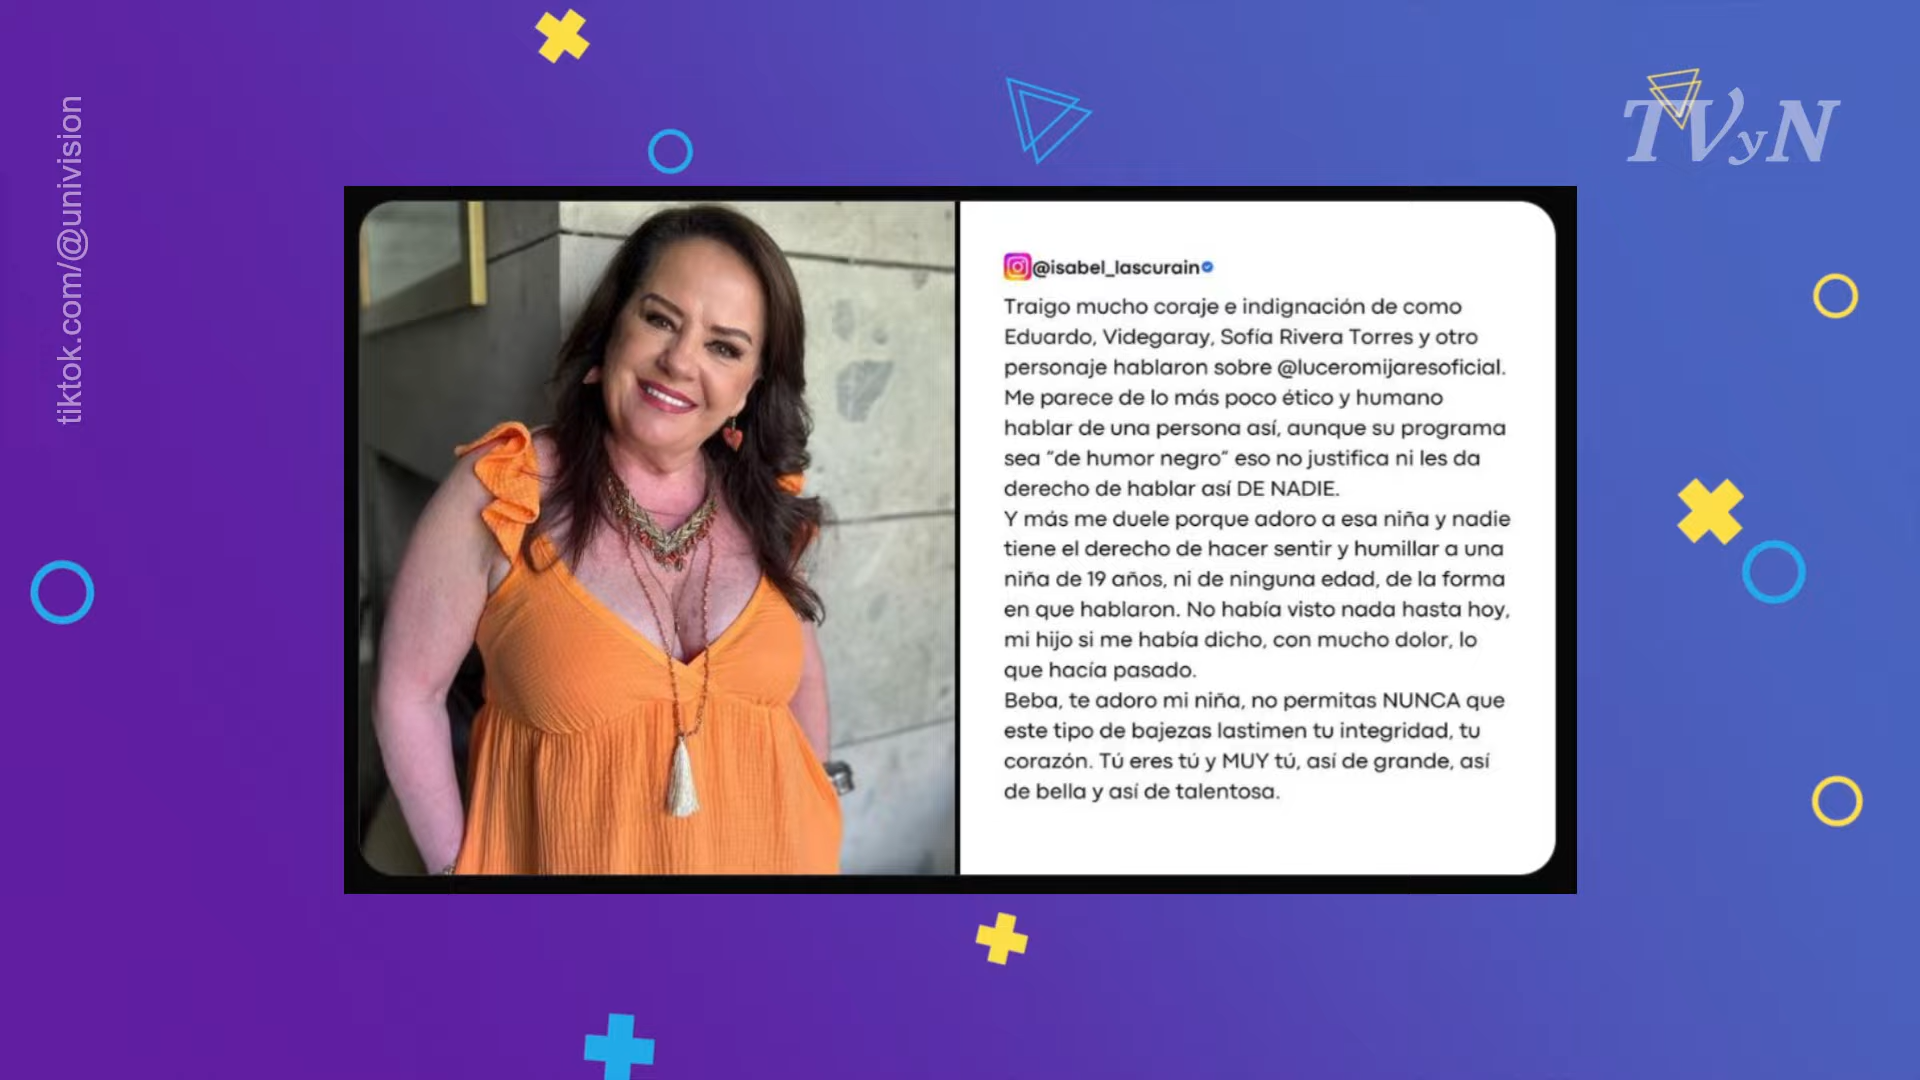 tiktok.com/@univision
TVyN
@isabel_lascurain
Traigo mucho coraje e indignación de como
Eduardo, Videgaray, Sofía Rivera Torres y otro
personaje hablaron sobre @luceromijaresoficial.
Me parece de lo más poco ético y humano
hablar de una persona así, aunque su programa
sea "de humor negro" eso no justifica ni les da
derecho de hablar así DE NADIE.
Y más me duele porque adoro a esa niña y nadie
tiene el derecho de hacer sentir y humillar a una
niña de 19 años, ni de ninguna edad, de la forma
en que hablaron. No había visto nada hasta hoy,
mi hijo si me había dicho, con mucho dolor, lo
que hacía pasado.
Beba, te adoro mi niña, no permitas NUNCA que
este tipo de bajezas lastimen tu integridad, tu
corazón. Tú eres tú y MUY tú, así de grande, así
de bella y así de talentosa.